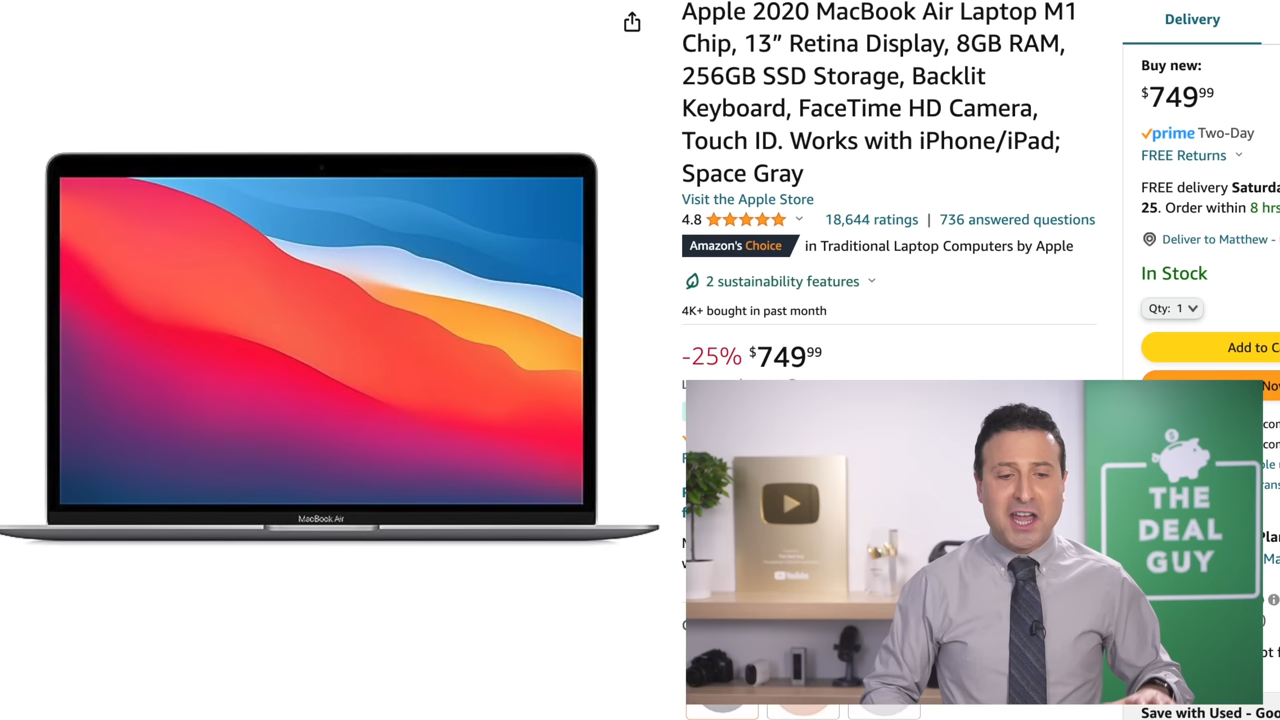 Apple 2020 MacBook Air Laptop M1
Chip, 13” Retina Display, 8GB RAM,
256GB SSD Storage, Backlit
Keyboard, FaceTime HD Camera,
Touch ID. Works with iPhone/iPad;
Space Gray
Visit the Apple Store
4.8 18,644 ratings | 736 answered questions
Amazon's Choice in Traditional Laptop Computers by Apple
2 sustainability features
4K+ bought in past month
-25% $749.99
MacBook Air
Delivery
Buy new:
$749.99
prime Two-Day
FREE Returns
FREE delivery
25. Order within 8 hrs
Deliver to Matthew -
In Stock
Qty: 1
Add to
THE
DEAL
GUY
YouTube
Save with Used -